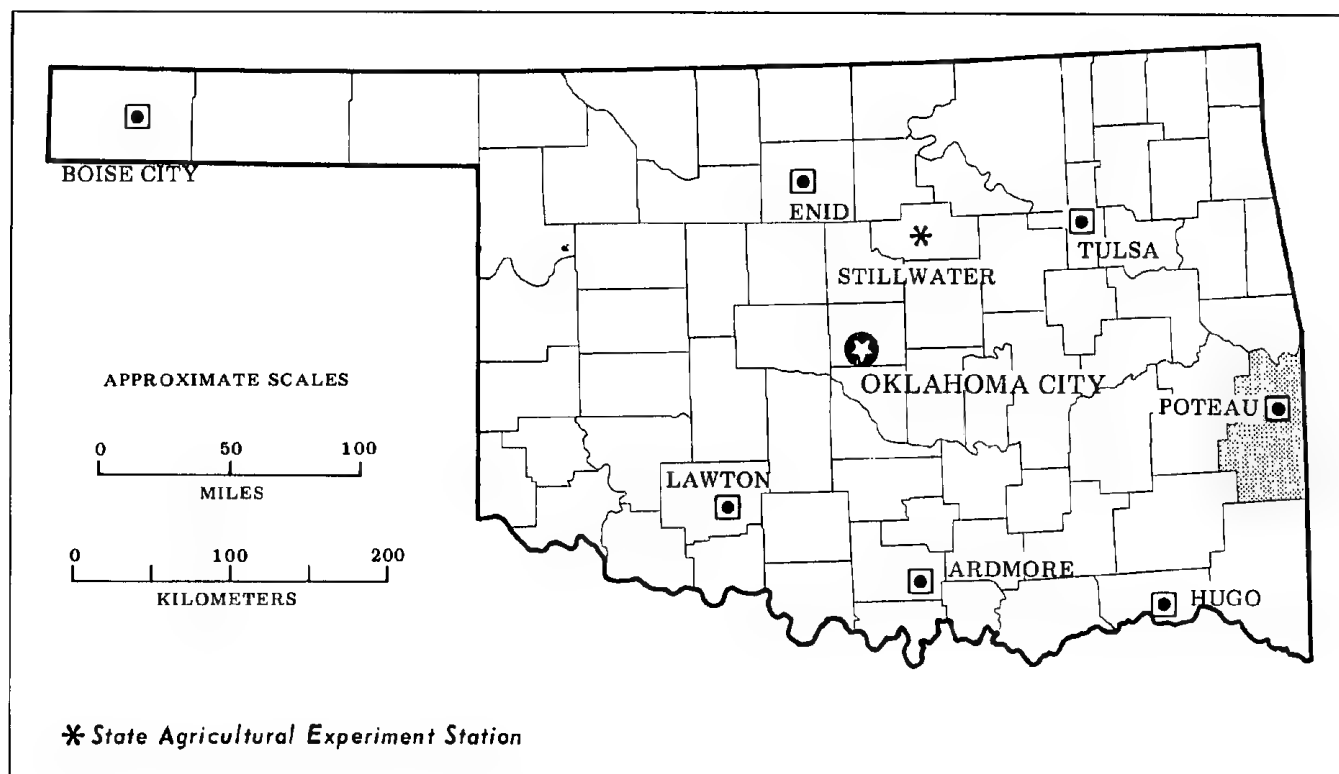 BOISE CITY
ENID
TULSA
STILLWATER
OKLAHOMA CITY
APPROXIMATE SCALES
0 50 100
MILES
0 100 200
KILOMETERS
POTEAU
LAWTON
ARDMORE
HUGO
* State Agricultural Experiment Station